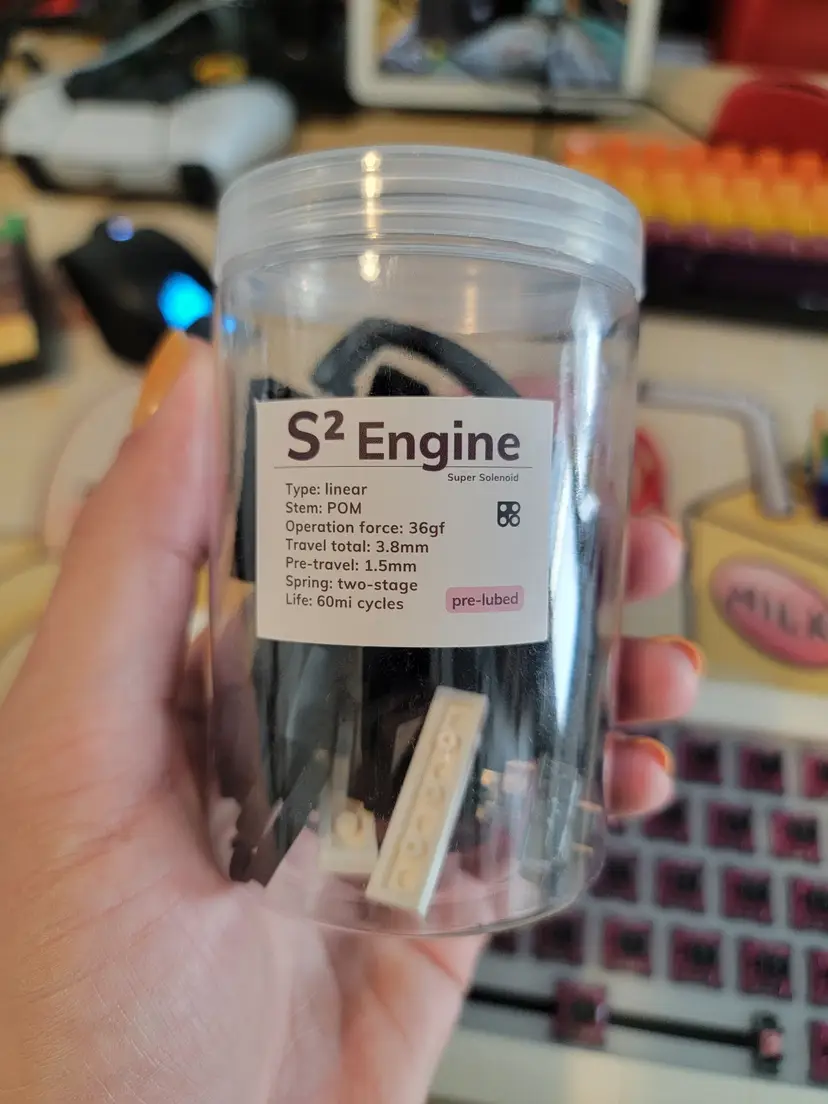 S² Engine
Super Solenoid
Type: linear
Stem: POM
Operation force: 36gf
Travel total: 3.8mm
Pre-travel: 1.5mm
Spring: two-stage
Life: 60mi cycles
pre-lubed
MILK